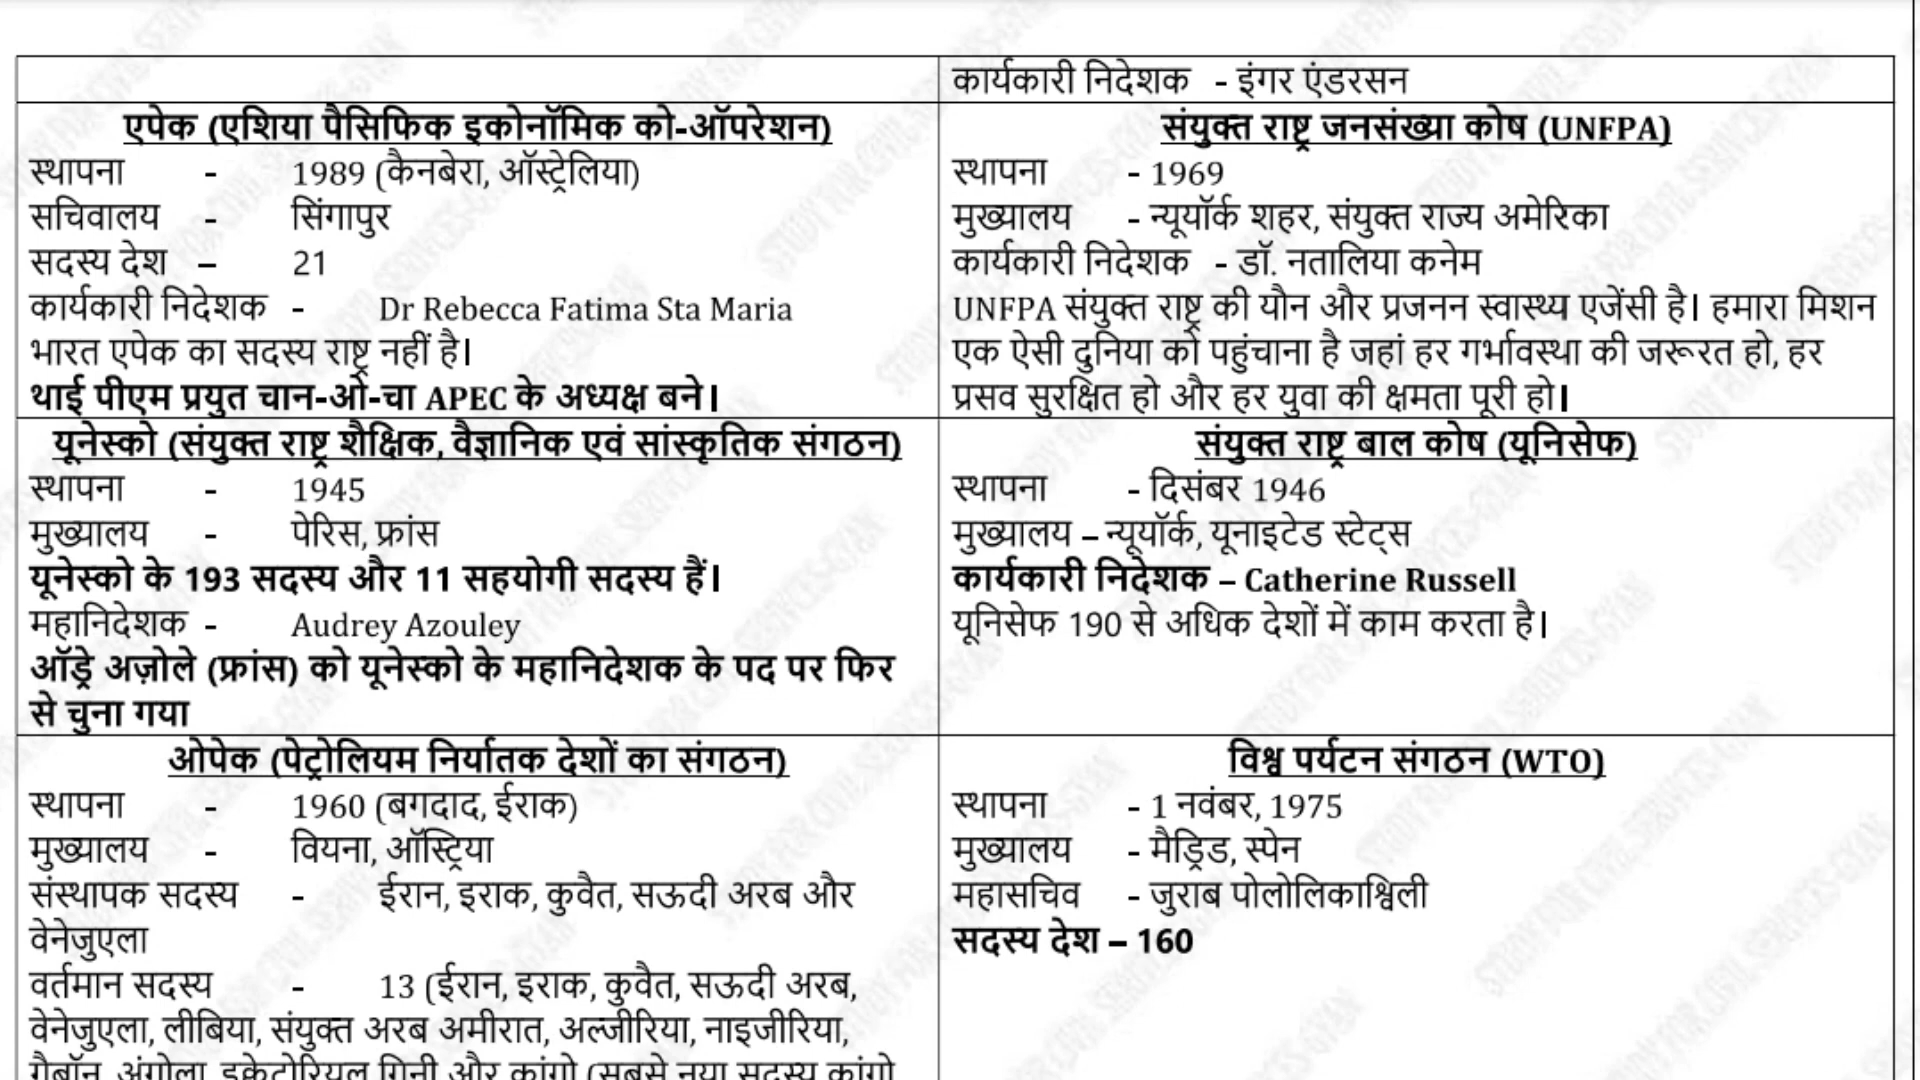 कार्यकारी निदेशक - इंगर एंडरसन
एपेक (एशिया पैसिफिक इकोनॉमिक को-ऑपरेशन)
स्थापना - 1989 (कैनबेरा, ऑस्ट्रेलिया)
सचिवालय - सिंगापुर
सदस्य देश – 21
कार्यकारी निदेशक - Dr Rebecca Fatima Sta Maria
भारत एपेक का सदस्य राष्ट्र नहीं है।
थाई पीएम प्रयुत चान-ओ-चा APEC के अध्यक्ष बने।
संयुक्त राष्ट्र जनसंख्या कोष (UNFPA)
स्थापना - 1969
मुख्यालय - न्यूयॉर्क शहर, संयुक्त राज्य अमेरिका
कार्यकारी निदेशक - डॉ. नतालिया कनेम
UNFPA संयुक्त राष्ट्र की यौन और प्रजनन स्वास्थ्य एजेंसी है। हमारा मिशन
एक ऐसी दुनिया को पहुंचाना है जहां हर गर्भावस्था की जरूरत हो, हर
प्रसव सुरक्षित हो और हर युवा की क्षमता पूरी हो।
यूनेस्को (संयुक्त राष्ट्र शैक्षिक, वैज्ञानिक एवं सांस्कृतिक संगठन)
स्थापना - 1945
मुख्यालय - पेरिस, फ्रांस
यूनेस्को के 193 सदस्य और 11 सहयोगी सदस्य हैं।
महानिदेशक - Audrey Azouley
ऑड्रे अज़ोले (फ्रांस) को यूनेस्को के महानिदेशक के पद पर फिर
से चुना गया
संयुक्त राष्ट्र बाल कोष (यूनिसेफ)
स्थापना - दिसंबर 1946
मुख्यालय – न्यूयॉर्क, यूनाइटेड स्टेट्स
कार्यकारी निदेशक – Catherine Russell
यूनिसेफ 190 से अधिक देशों में काम करता है।
ओपेक (पेट्रोलियम निर्यातक देशों का संगठन)
स्थापना - 1960 (बगदाद, ईराक)
मुख्यालय - वियना, ऑस्ट्रिया
संस्थापक सदस्य - ईरान, इराक, कुवैत, सऊदी अरब और
वेनेजुएला
वर्तमान सदस्य - 13 (ईरान, इराक, कुवैत, सऊदी अरब,
वेनेजुएला, लीबिया, संयुक्त अरब अमीरात, अल्जीरिया, नाइजीरिया,
गैबॉन, अंगोला, इक्वेटोरियल गिनी और कांगो (सबसे नया सदस्य कांगो
विश्व पर्यटन संगठन (WTO)
स्थापना - 1 नवंबर, 1975
मुख्यालय - मैड्रिड, स्पेन
महासचिव - जुराब पोलोलिकाश्विली
सदस्य देश – 160